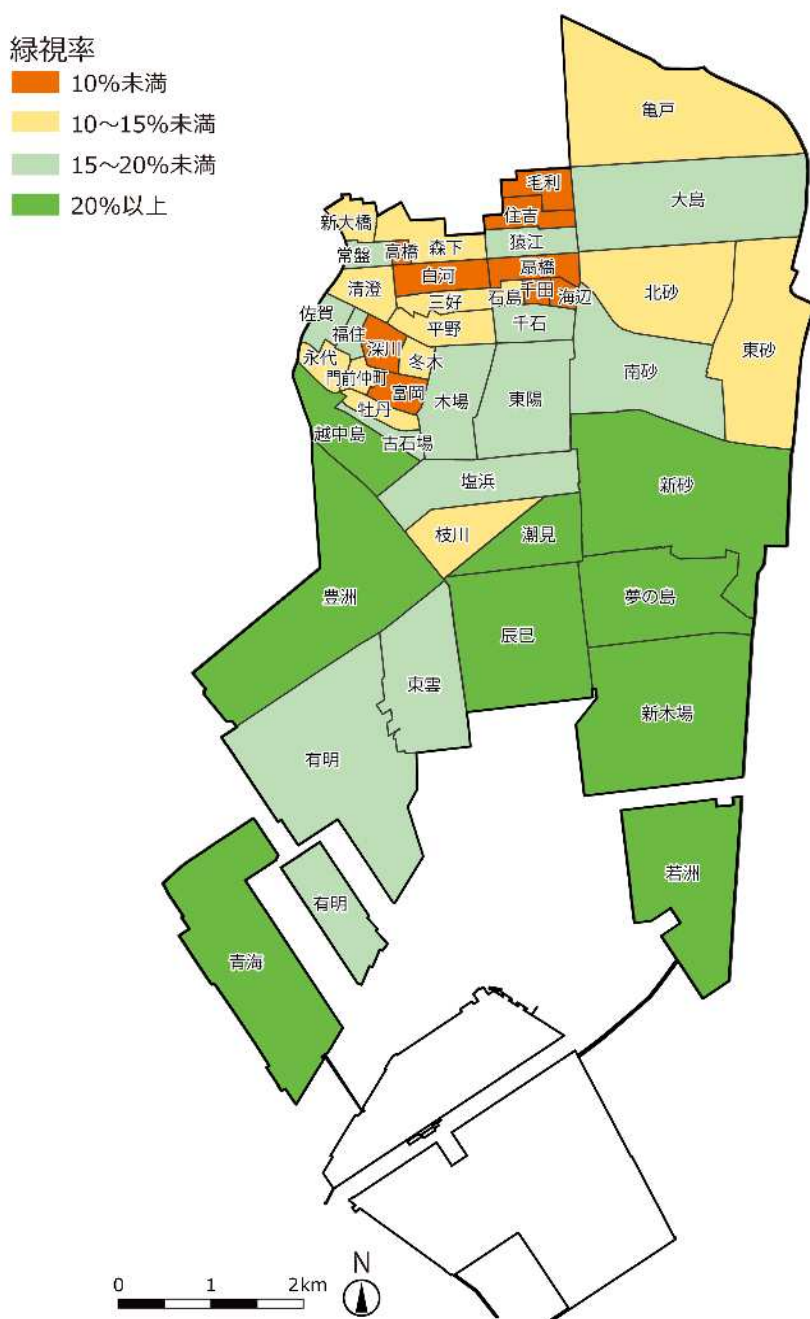 緑視率
10%未満
10～15%未満
15～20%未満
20%以上
亀戸
毛利
大島
住吉
新大橋
森下
猿江
常盤
高橋
白河
扇橋
清澄
三好
石島
千田
海辺
北砂
佐賀
福住
平野
千石
東砂
深川
永代
冬木
門前仲町
富岡
木場
東陽
南砂
牡丹
越中島
古石場
塩浜
新砂
枝川
潮見
豊洲
夢の島
辰巳
東雲
新木場
有明
若洲
有明
青海
N
0 1 2km